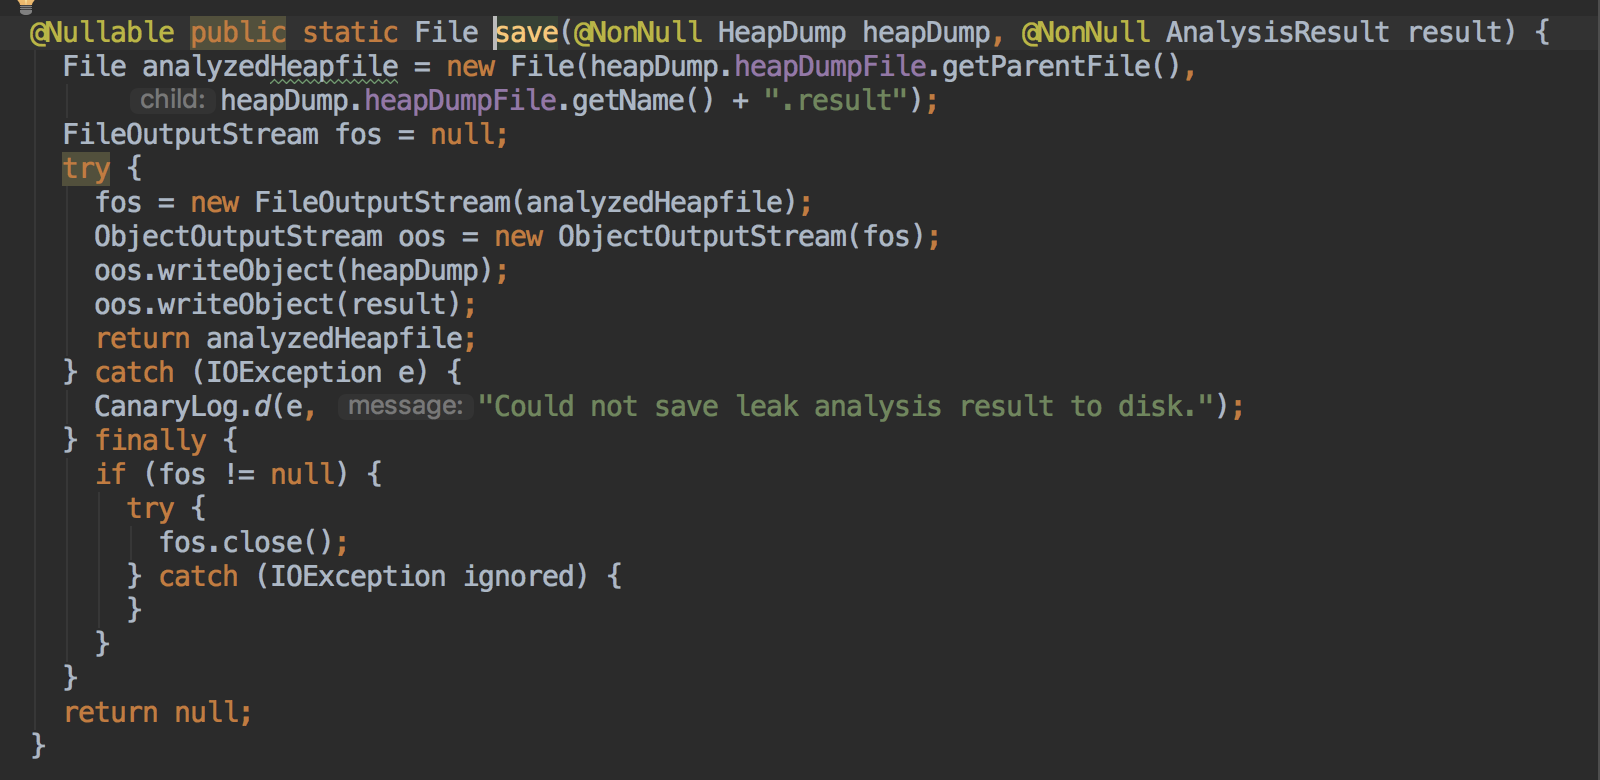 @Nullable public static File save(@NonNull HeapDump heapDump, @NonNull AnalysisResult result) {
  File analyzedHeapfile = new File(heapDump.heapDumpFile.getParentFile(),
      child: heapDump.heapDumpFile.getName() + ".result");
  FileOutputStream fos = null;
  try {
    fos = new FileOutputStream(analyzedHeapfile);
    ObjectOutputStream oos = new ObjectOutputStream(fos);
    oos.writeObject(heapDump);
    oos.writeObject(result);
    return analyzedHeapfile;
  } catch (IOException e) {
    CanaryLog.d(e, message: "Could not save leak analysis result to disk.");
  } finally {
    if (fos != null) {
      try {
        fos.close();
      } catch (IOException ignored) {
      }
    }
  }
  return null;
}